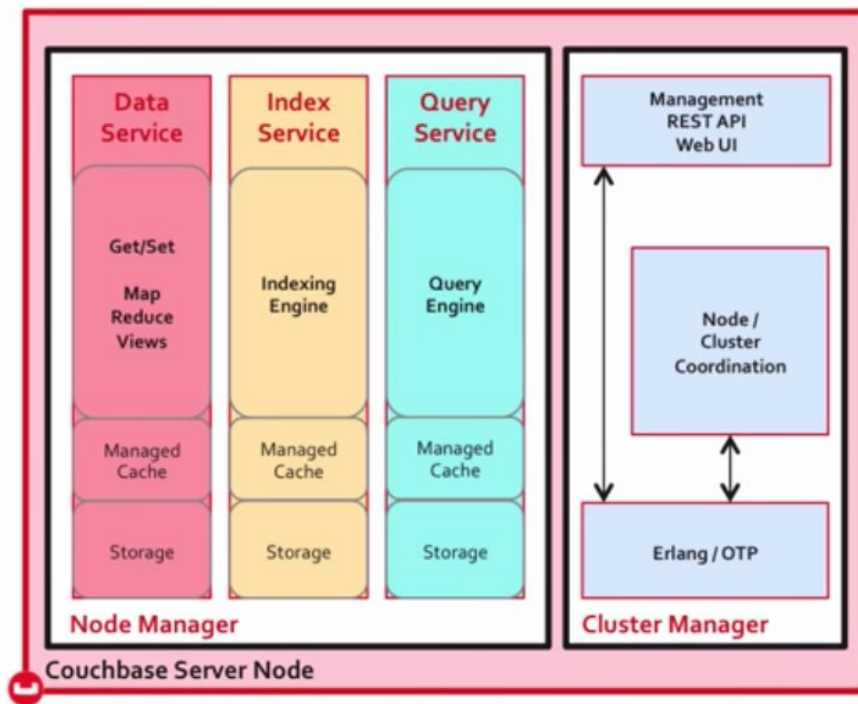 Data
Service
Get/Set
Map
Reduce
Views
Managed
Cache
Storage
Index
Service
Indexing
Engine
Managed
Cache
Storage
Query
Service
Query
Engine
Managed
Cache
Storage
Node Manager
Management
REST API
Web UI
Node /
Cluster
Coordination
Erlang / OTP
Cluster Manager
Couchbase Server Node